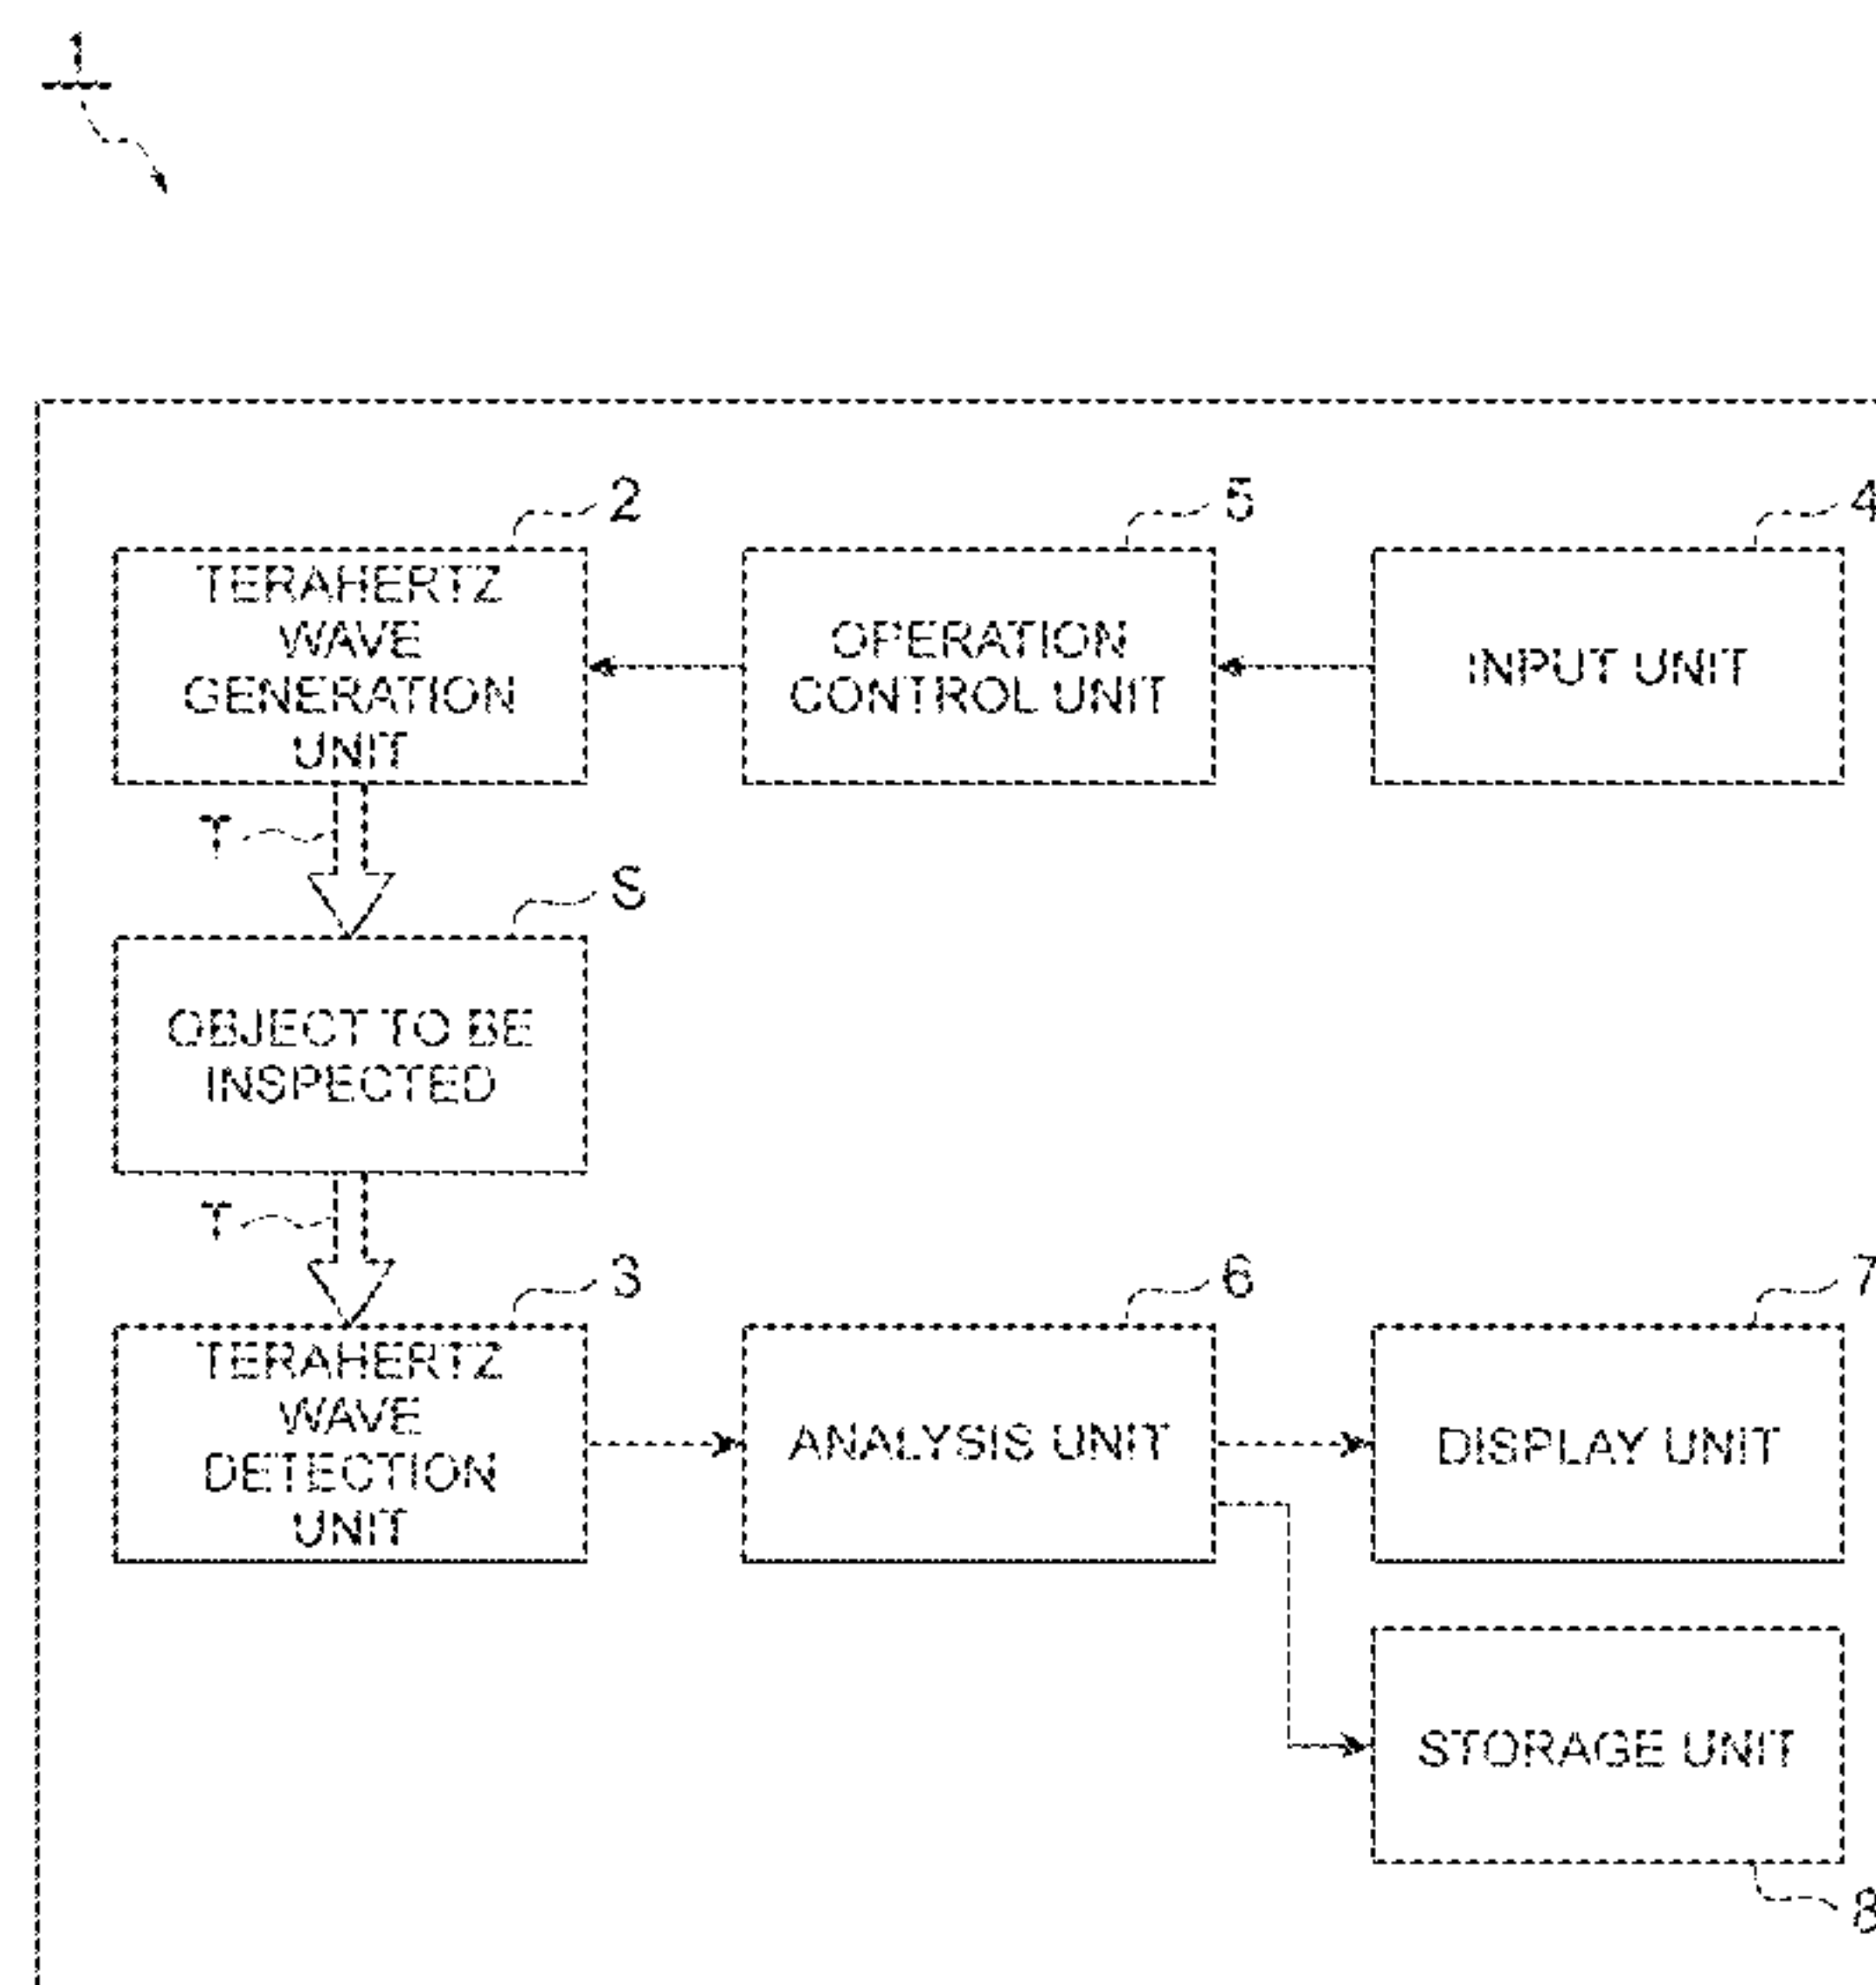 1
2
5
4
TERAHERTZ
WAVE
GENERATION
UNIT
OPERATION
CONTROL UNIT
INPUT UNIT
T
S
OBJECT TO BE
INSPECTED
T
3
6
7
TERAHERTZ
WAVE
DETECTION
UNIT
ANALYSIS UNIT
DISPLAY UNIT
STORAGE UNIT
8